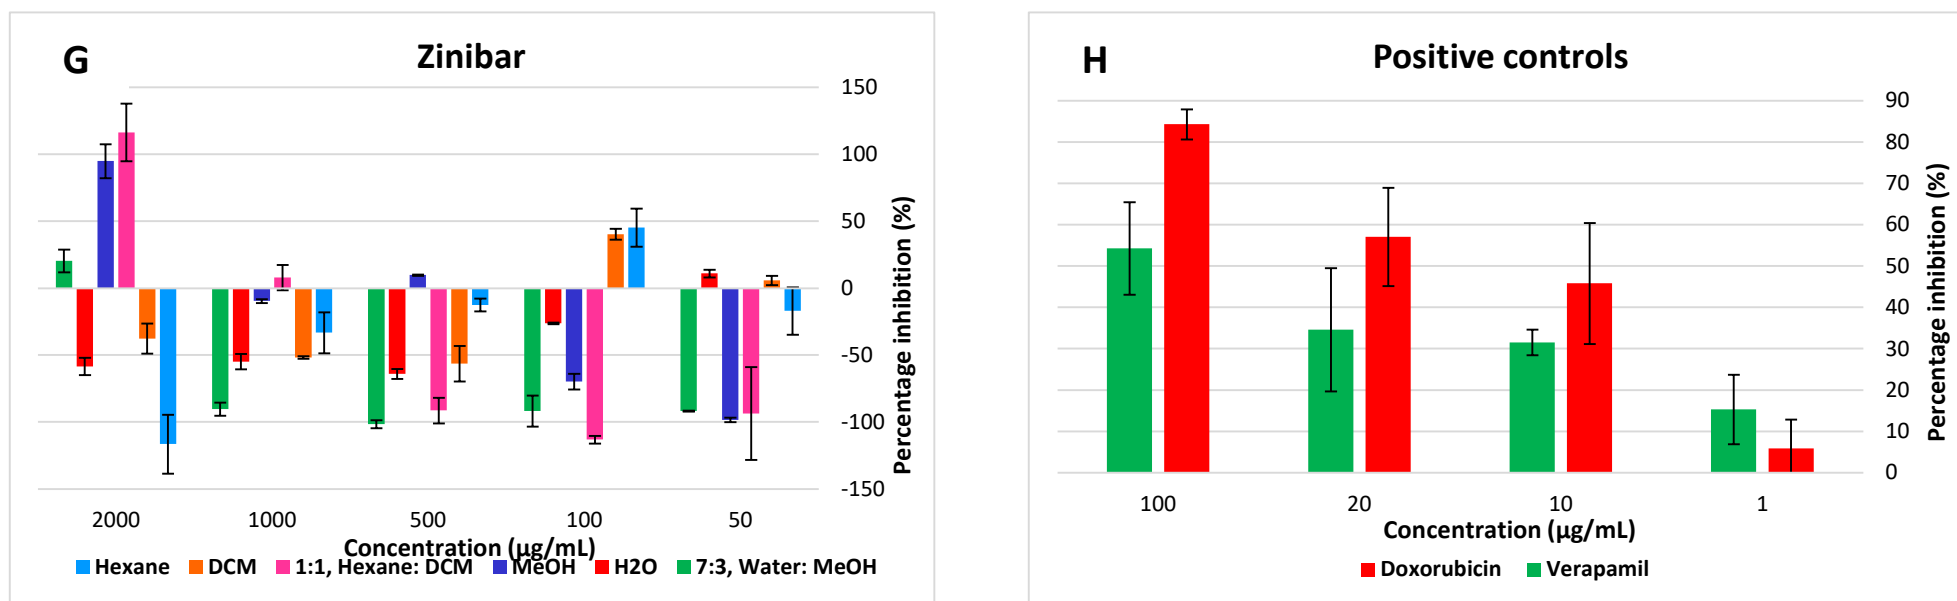 G
Zinibar
150
100
50
0
-50
-100
-150
Percentage inhibition (%)
2000 1000 500 100 50
Concentration (µg/mL)
Hexane DCM 1:1, Hexane: DCM MeOH H2O 7:3, Water: MeOH
H
Positive controls
90
80
70
60
50
40
30
20
10
0
Percentage inhibition (%)
100 20 10 1
Concentration (µg/mL)
Doxorubicin Verapamil